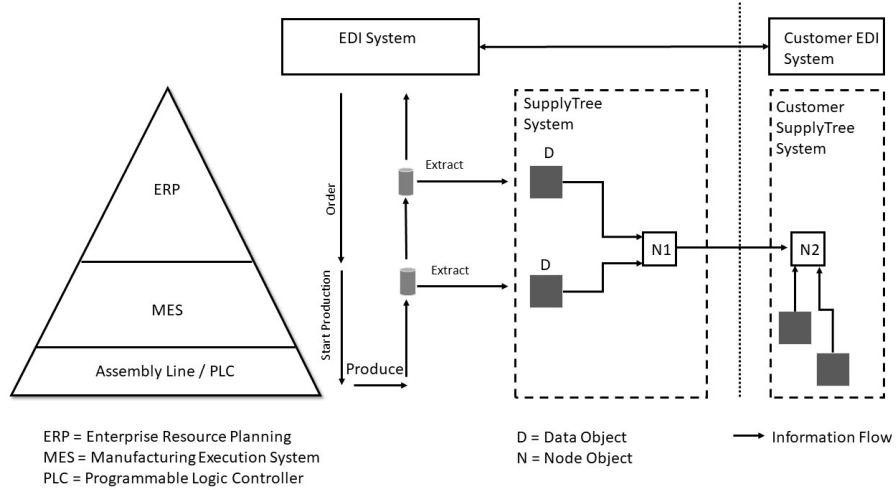 EDI System
Customer EDI
System
SupplyTree
System
Customer
SupplyTree
System
ERP
Order
Extract
D
N1
N2
MES
Start Production
Extract
D
Assembly Line / PLC
Produce
ERP = Enterprise Resource Planning
MES = Manufacturing Execution System
PLC = Programmable Logic Controller
D = Data Object
N = Node Object
Information Flow